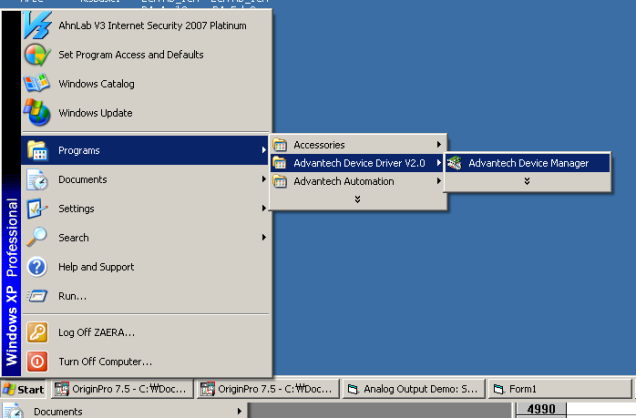 AhnLab V3 Internet Security 2007 Platinum
Set Program Access and Defaults
Windows Catalog
Windows Update
Programs
Accessories
Advantech Device Driver V2.0
Advantech Device Manager
Advantech Automation
Documents
Settings
Search
Help and Support
Run...
Log Off ZAERA...
Turn Off Computer...
Windows XP Professional
Start
OriginPro 7.5 - C:₩Doc...
OriginPro 7.5 - C:₩Doc...
Analog Output Demo: S...
Form1
Documents
4990